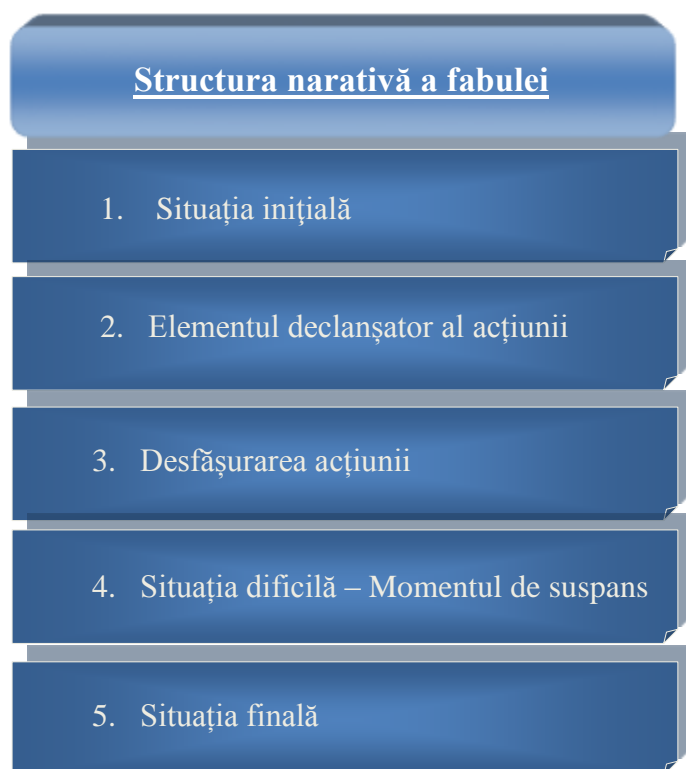 Structura narativă a fabulei
1. Situația iniţială
2. Elementul declanșator al acțiunii
3. Desfășurarea acțiunii
4. Situația dificilă – Momentul de suspans
5. Situația finală